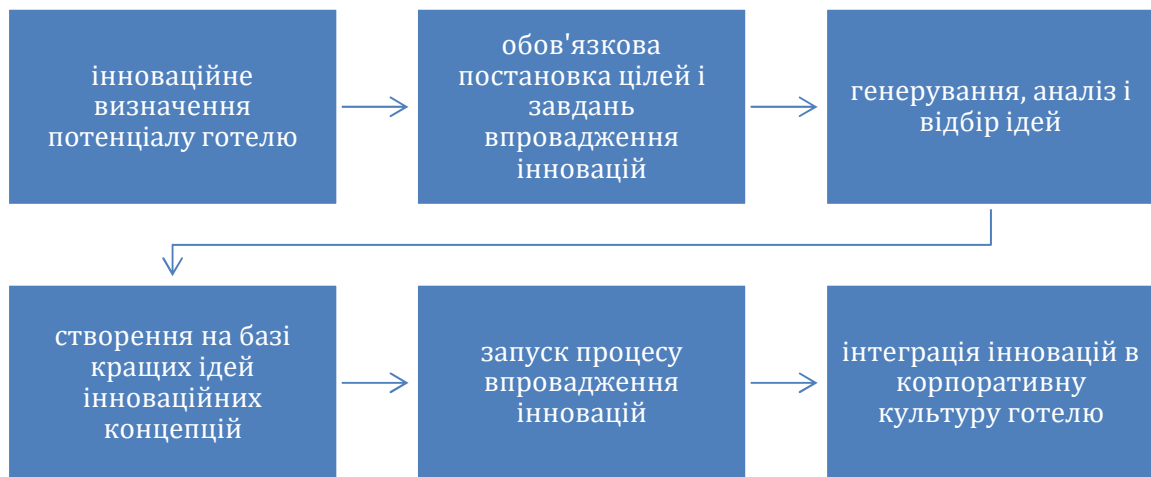 інноваційне
визначення
потенціалу готелю
обов'язкова
постановка цілей і
завдань
впровадження
інновацій
генерування, аналіз і
відбір ідей
створення на базі
кращих ідей
інноваційних
концепцій
запуск процесу
впровадження
інновацій
інтеграція інновацій в
корпоративну
культуру готелю